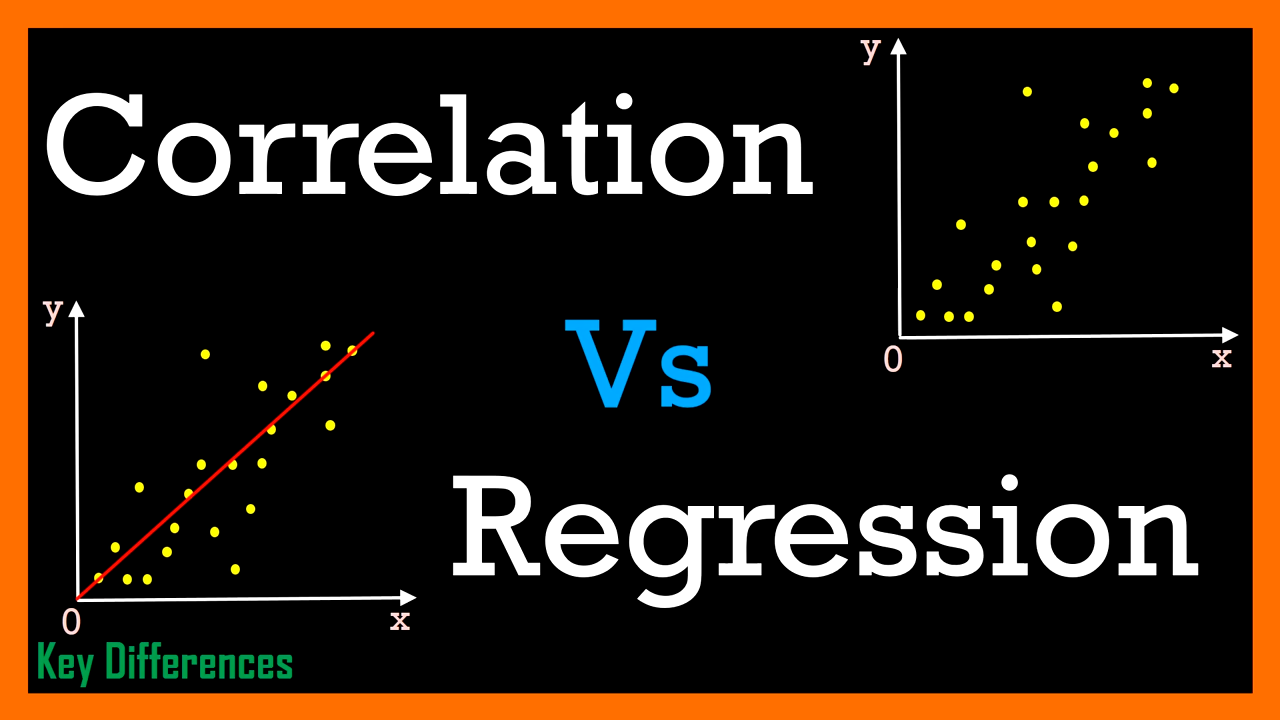 Correlation
y
0
x
Vs
y
0
x
Regression
Key Differences